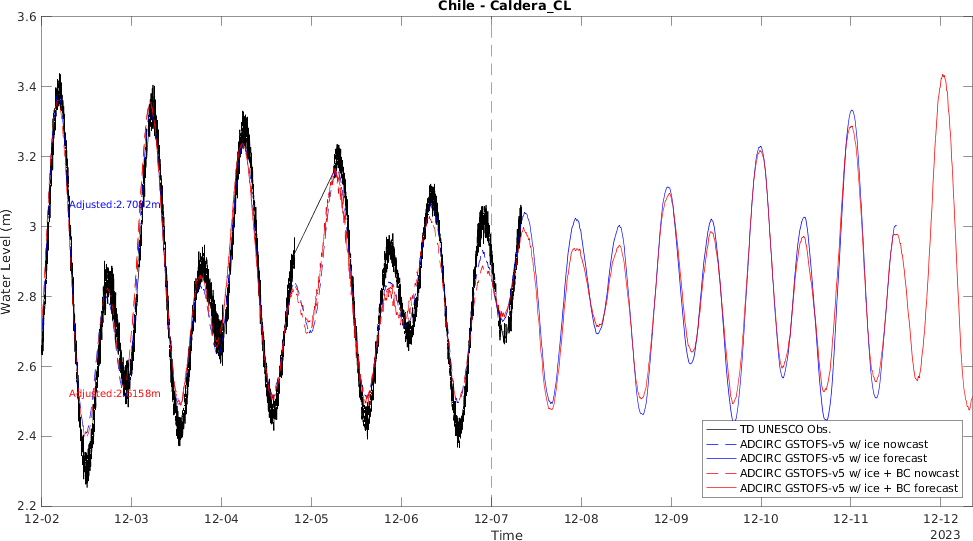 Chile - Caldera_CL
3.6
3.4
3.2
3
2.8
2.6
2.4
2.2
Water Level (m)
Adjusted:2.7082m
Adjusted:2.6158m
TD UNESCO Obs.
ADCIRC GSTOFS-v5 w/ ice nowcast
ADCIRC GSTOFS-v5 w/ ice forecast
ADCIRC GSTOFS-v5 w/ ice + BC nowcast
ADCIRC GSTOFS-v5 w/ ice + BC forecast
12-02 12-03 12-04 12-05 12-06 12-07 12-08 12-09 12-10 12-11 12-12
Time
2023